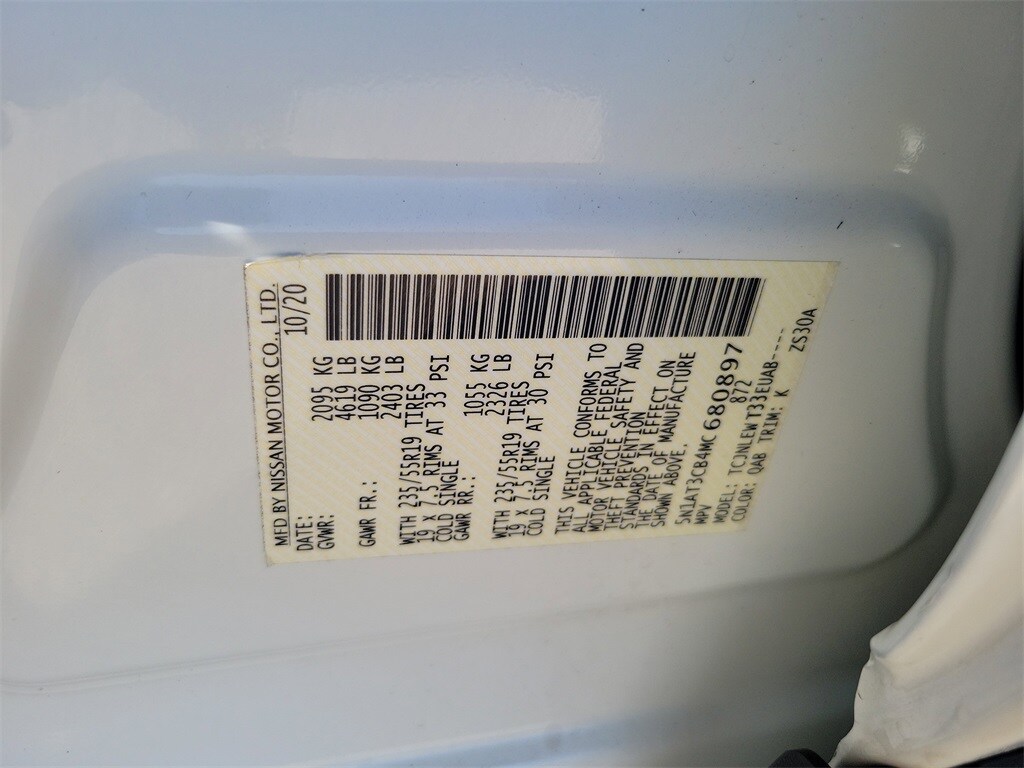 MFD BY NISSAN MOTOR CO., LTD.
DATE: 10/20
GVWR: 2095 KG
4619 LB
GAWR FR.: 1090 KG
2403 LB
WITH 235/55R19 TIRES
19 X 7.5 RIMS AT 33 PSI
COLD SINGLE
GAWR RR.: 1055 KG
2326 LB
WITH 235/55R19 TIRES
19 X 7.5 RIMS AT 30 PSI
COLD SINGLE
THIS VEHICLE CONFORMS TO
ALL APPLICABLE FEDERAL
MOTOR VEHICLE SAFETY AND
THEFT PREVENTION
STANDARDS IN EFFECT ON
THE DATE OF MANUFACTURE
SHOWN ABOVE.
5N1AT3CB4MC680897
MPV 872
MODEL: TCJNLEWT33EUAB----
COLOR: QAB TRIM: K
ZS30A